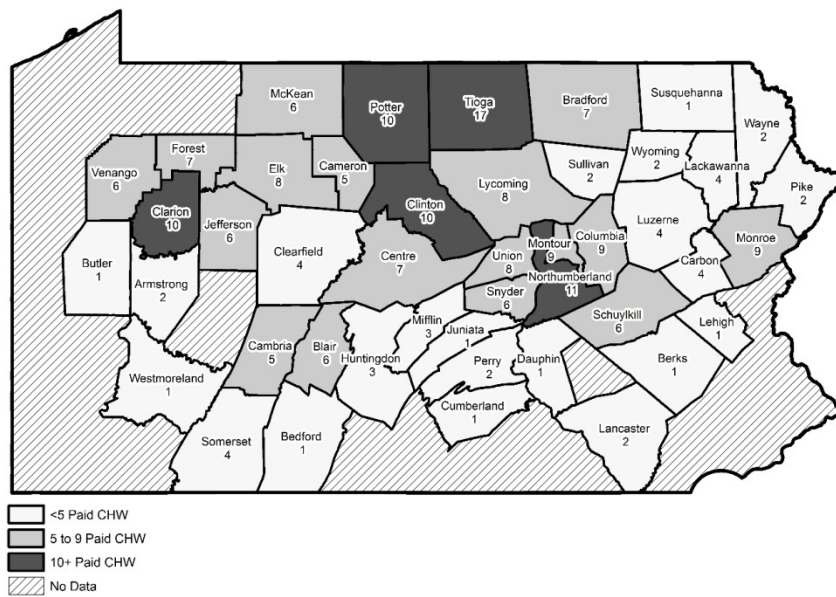 McKean
6
Potter
10
Tioga
17
Bradford
7
Susquehanna
1
Wayne
2
Forest
7
Venango
6
Elk
8
Cameron
5
Lycoming
8
Sullivan
2
Wyoming
2
Lackawanna
4
Pike
2
Clarion
10
Jefferson
6
Clinton
10
Clearfield
4
Centre
7
Union
8
Montour
9
Columbia
9
Luzerne
4
Carbon
4
Monroe
9
Butler
1
Armstrong
2
Northumberland
11
Snyder
6
Schuylkill
6
Lehigh
1
Cambria
5
Blair
6
Huntingdon
3
Mifflin
3
Juniata
1
Perry
2
Dauphin
1
Berks
1
Westmoreland
1
Cumberland
1
Lancaster
2
Somerset
4
Bedford
1
<5 Paid CHW
5 to 9 Paid CHW
10+ Paid CHW
No Data